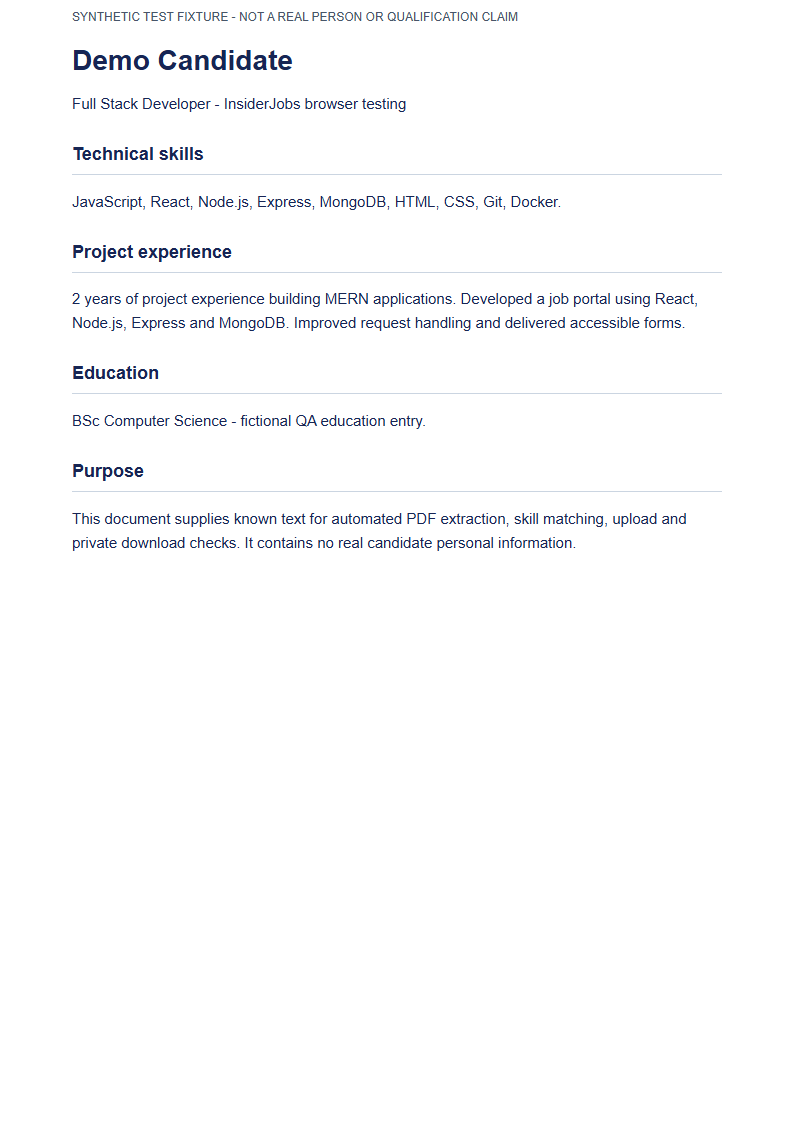 SYNTHETIC TEST FIXTURE - NOT A REAL PERSON OR QUALIFICATION CLAIM
Demo Candidate
Full Stack Developer - InsiderJobs browser testing
Technical skills
JavaScript, React, Node.js, Express, MongoDB, HTML, CSS, Git, Docker.
Project experience
2 years of project experience building MERN applications. Developed a job portal using React,
Node.js, Express and MongoDB. Improved request handling and delivered accessible forms.
Education
BSc Computer Science - fictional QA education entry.
Purpose
This document supplies known text for automated PDF extraction, skill matching, upload and
private download checks. It contains no real candidate personal information.